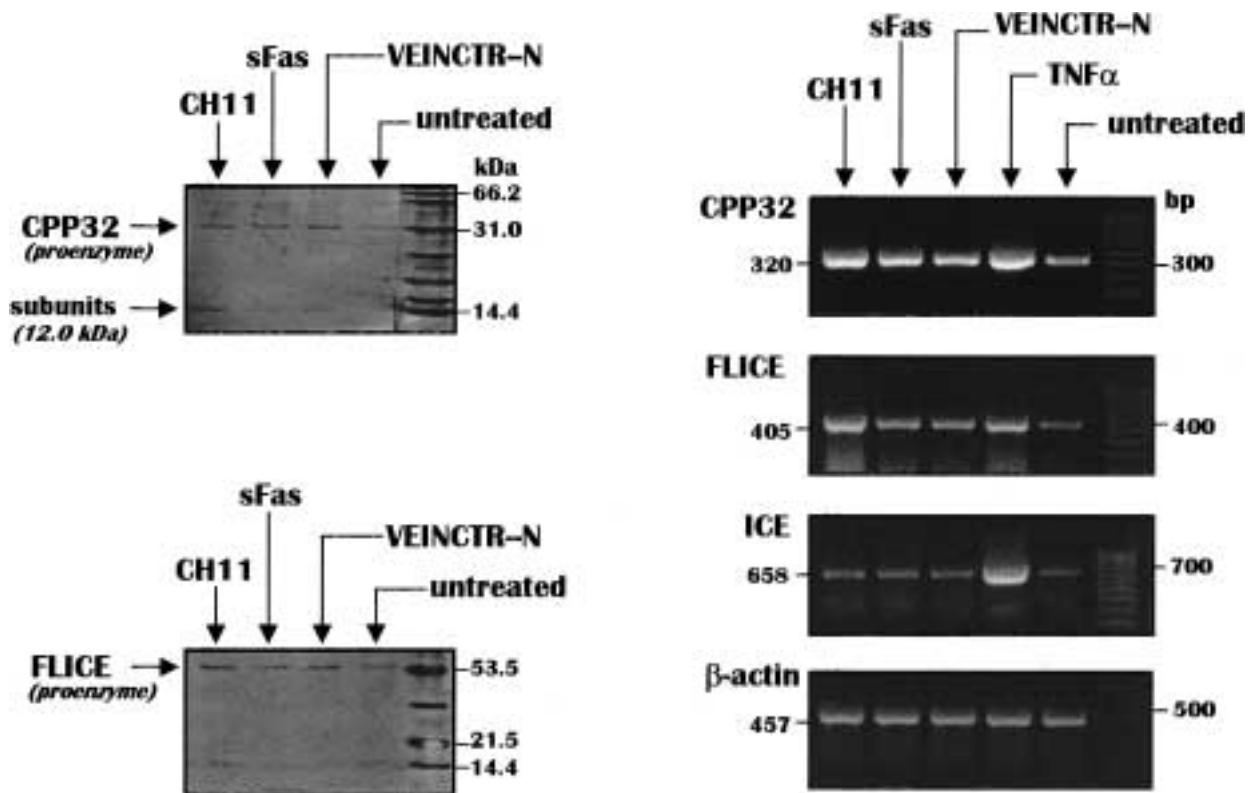 sFas
VEINCTR–N
CH11
untreated
kDa
66.2
CPP32
(proenzyme)
31.0
subunits
(12.0 kDa)
14.4
sFas
VEINCTR–N
CH11
untreated
FLICE
(proenzyme)
53.5
21.5
14.4
sFas
VEINCTR–N
TNFα
CH11
untreated
CPP32
bp
320
300
FLICE
405
400
ICE
658
700
β-actin
457
500